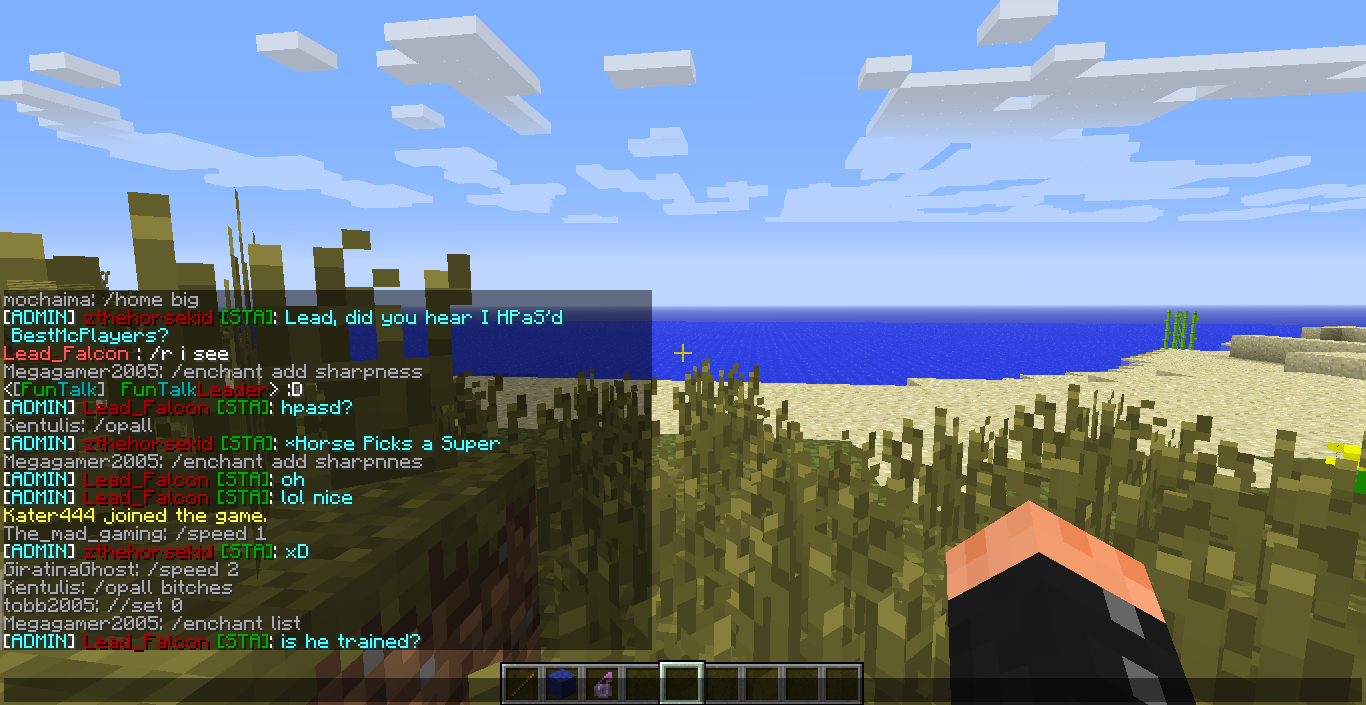 mochaima: /home big
[ADMIN] zthehorsekid [STA]: Lead, did you hear I HPaS'd
BestMcPlayers?
Lead_Falcon : /r i see
Megagamer2005: /enchant add sharpness
<[FunTalk] FunTalkLeader> :D
[ADMIN] Lead_Falcon [STA]: hpasd?
Kentulis: /opall
[ADMIN] zthehorsekid [STA]: *Horse Picks a Super
Megagamer2005: /enchant add sharpnnes
[ADMIN] Lead_Falcon [STA]: oh
[ADMIN] Lead_Falcon [STA]: lol nice
Kater444 joined the game.
The_mad_gaming: /speed 1
[ADMIN] zthehorsekid [STA]: xD
GiratinaGhost: /speed 2
Kentulis: /opall bitches
tobb2005: //set 0
Megagamer2005: /enchant list
[ADMIN] Lead_Falcon [STA]: is he trained?